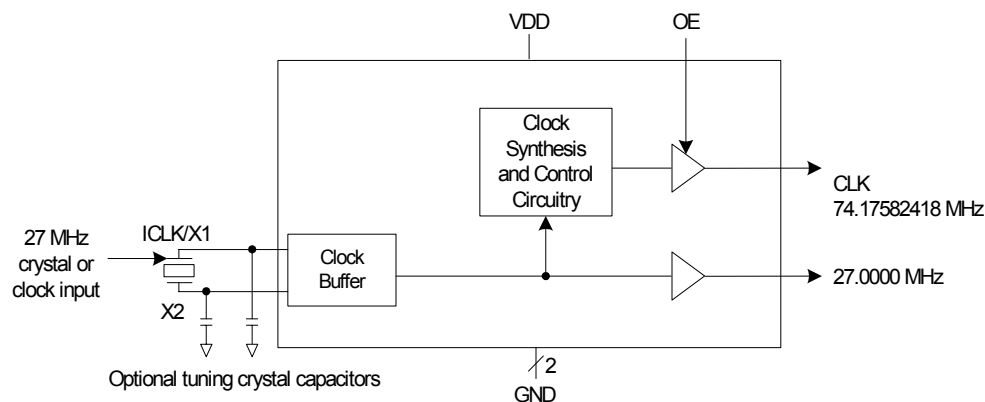 VDD
OE
Clock
Synthesis
and Control
Circuitry
CLK
74.17582418 MHz
27 MHz
crystal or
clock input
ICLK/X1
X2
Clock
Buffer
27.0000 MHz
Optional tuning crystal capacitors
2
GND